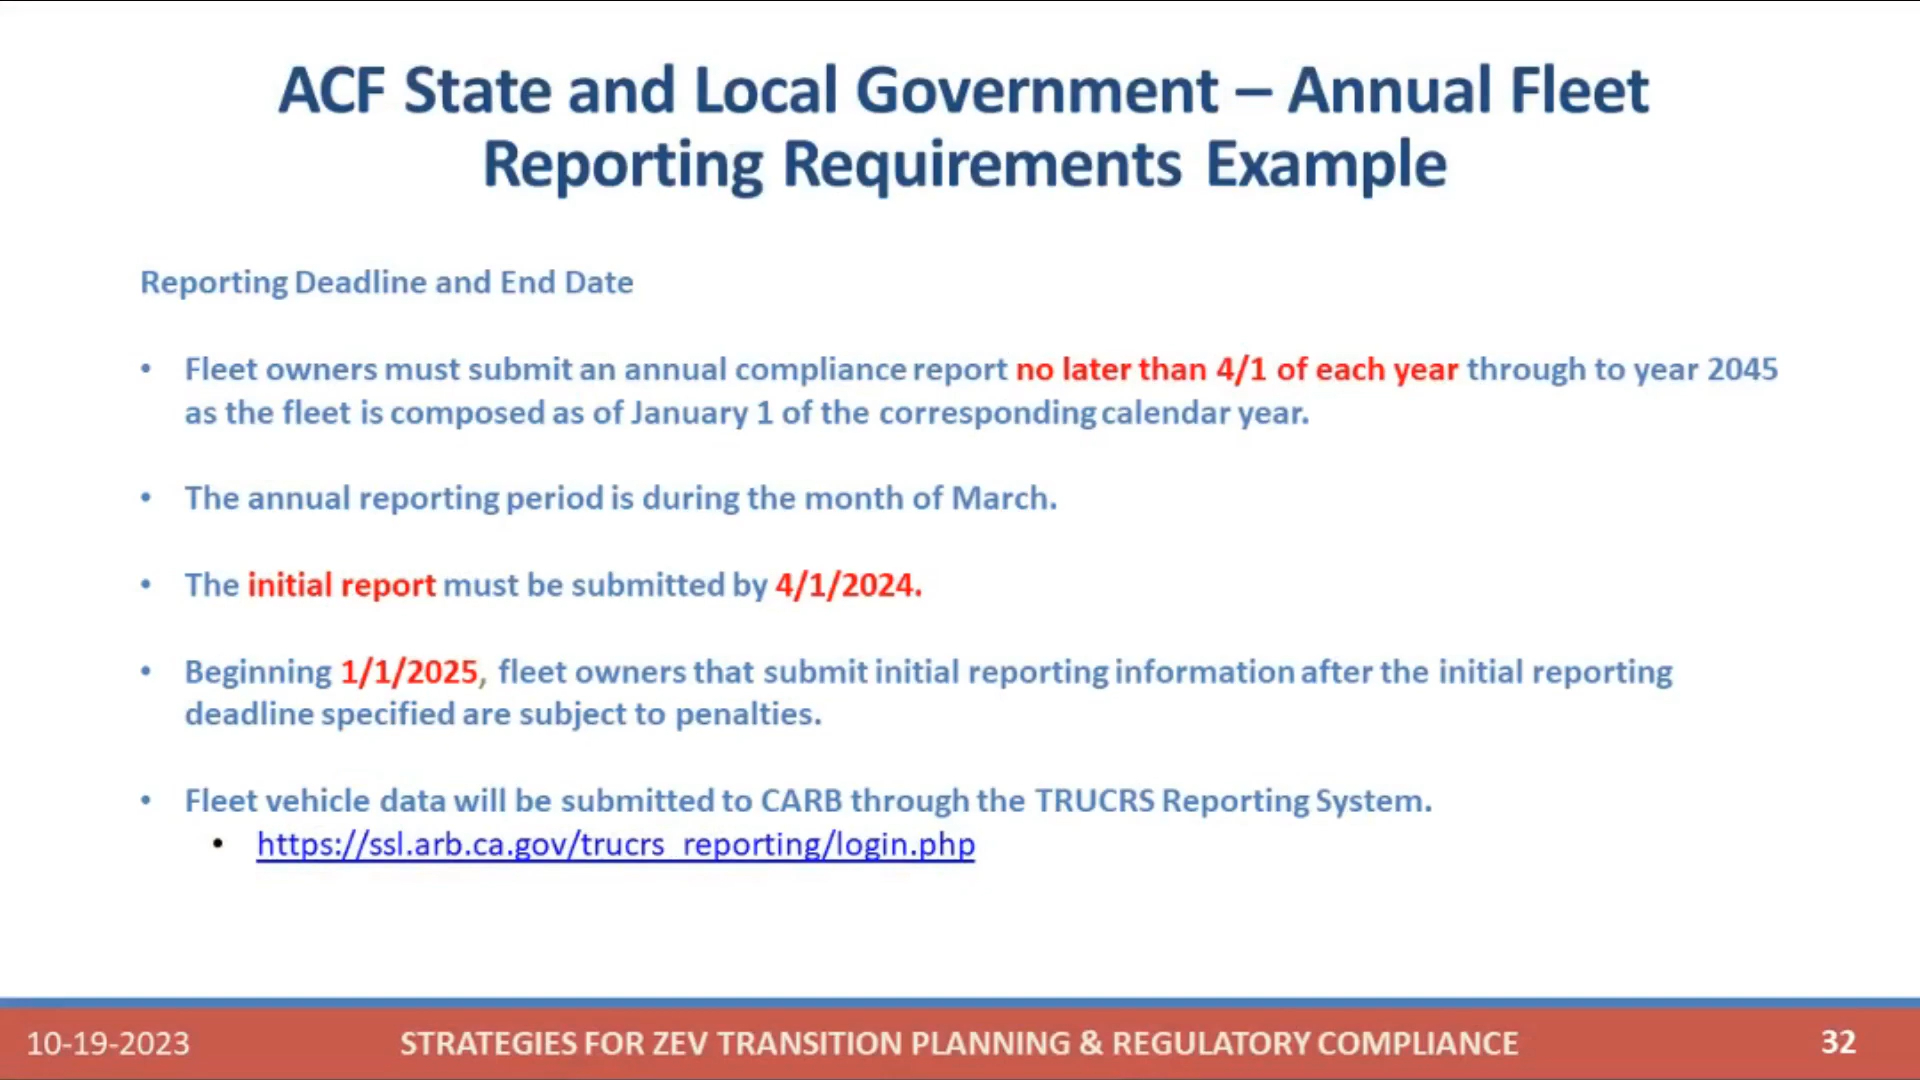 ACF State and Local Government – Annual Fleet
Reporting Requirements Example
Reporting Deadline and End Date
• Fleet owners must submit an annual compliance report no later than 4/1 of each year through to year 2045
as the fleet is composed as of January 1 of the corresponding calendar year.
• The annual reporting period is during the month of March.
• The initial report must be submitted by 4/1/2024.
• Beginning 1/1/2025, fleet owners that submit initial reporting information after the initial reporting
deadline specified are subject to penalties.
• Fleet vehicle data will be submitted to CARB through the TRUCRS Reporting System.
• https://ssl.arb.ca.gov/trucrs_reporting/login.php
10-19-2023 STRATEGIES FOR ZEV TRANSITION PLANNING & REGULATORY COMPLIANCE 32